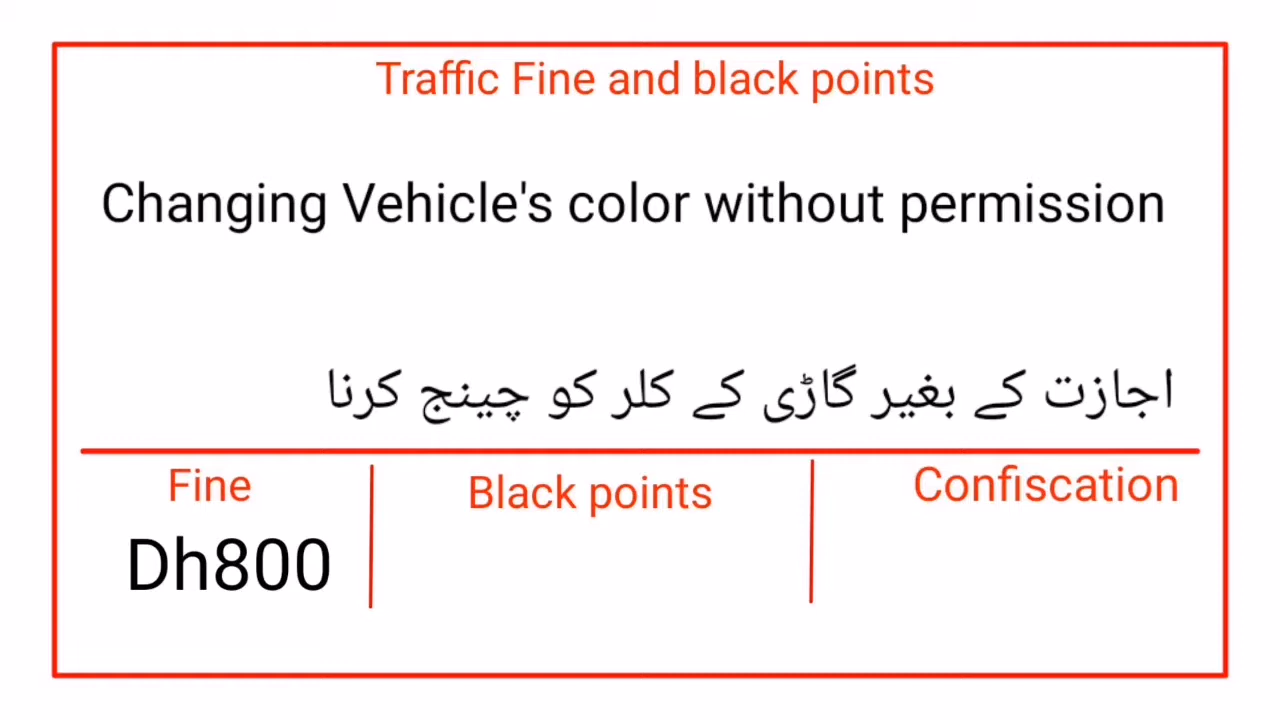 Traffic Fine and black points
Changing Vehicle's color without permission
اجازت کے بغیر گاڑی کے کلر کو چینج کرنا
Fine
Black points
Confiscation
Dh800